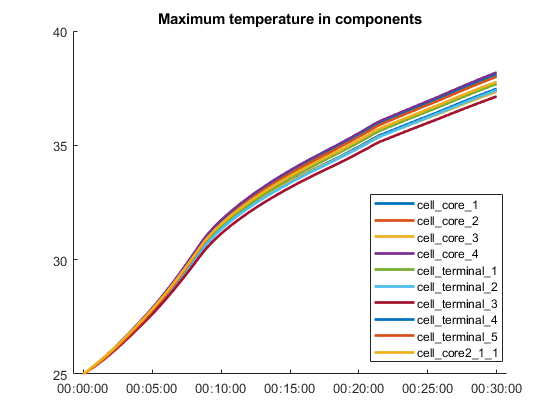 Maximum temperature in components
40
35
30
25
cell_core_1
cell_core_2
cell_core_3
cell_core_4
cell_terminal_1
cell_terminal_2
cell_terminal_3
cell_terminal_4
cell_terminal_5
cell_core2_1_1
00:00:00 00:05:00 00:10:00 00:15:00 00:20:00 00:25:00 00:30:00